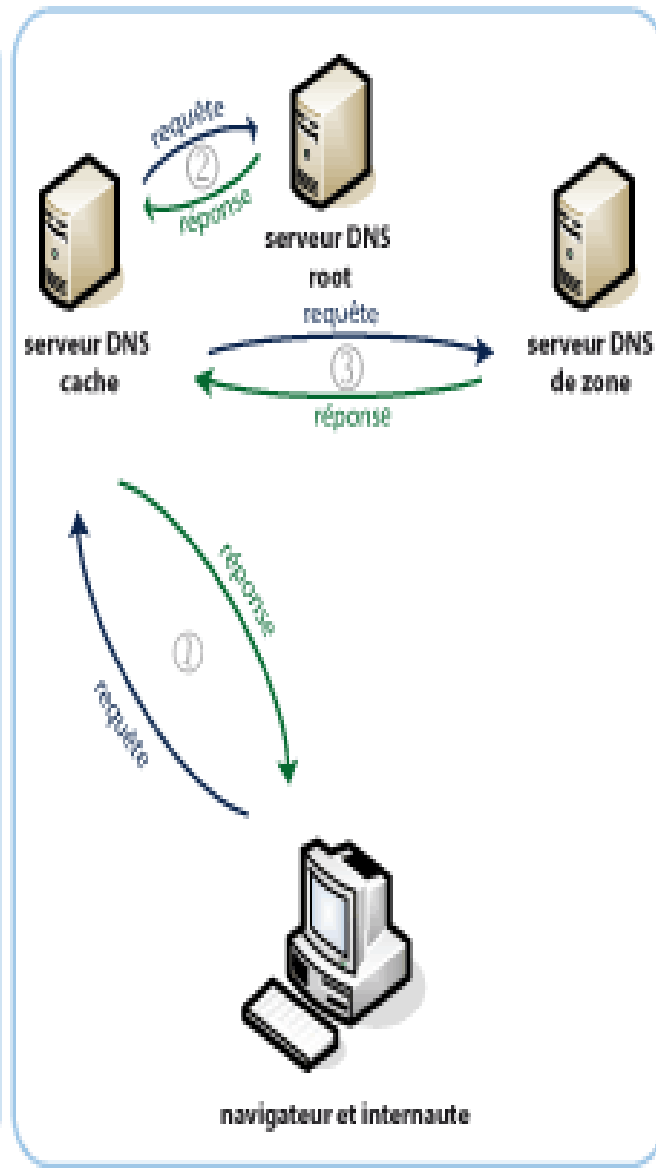 requête
②
réponse
serveur DNS
root
serveur DNS
cache
requête
③
réponse
serveur DNS
de zone
réponse
①
requête
navigateur et internaute